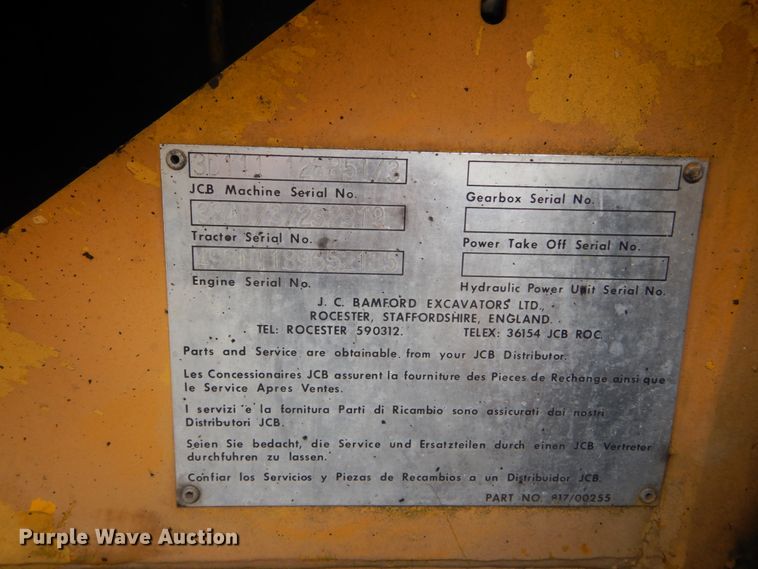 JCB Machine Serial No.
Gearbox Serial No.
Tractor Serial No.
Power Take Off Serial No.
Engine Serial No.
Hydraulic Power Unit Serial No.
J. C. BAMFORD EXCAVATORS LTD.,
ROCESTER, STAFFORDSHIRE, ENGLAND.
TEL: ROCESTER 590312. TELEX: 36154 JCB ROC.
Parts and Service are obtainable from your JCB Distributor.
Les Concessionaires JCB assurent la fourniture des Pieces de Rechange ainsi que
le Service Apres Ventes.
I servizi e la fornitura Parti di Ricambio sono assicurati dai nostri
Distributori JCB.
Seien Sie bedacht, die Service und Ersatzteilen durch einen JCB Vertreter
durchfuhren zu lassen.
Confiar los Servicios y Piezas de Recambios a un Distribuidor JCB.
PART NO. 817/00255
Purple Wave Auction